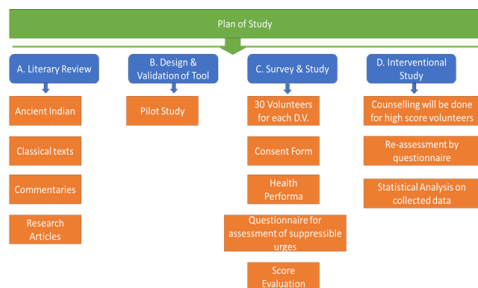 Plan of Study
A. Literary Review
Ancient Indian
Classical texts
Commentaries
Research
Articles
B. Design &
Validation of Tool
Pilot Study
C. Survey & Study
30 Volunteers
for each D.V.
Consent Form
Health
Performa
Questionnaire for
assessment of suppressible
urges
Score
Evaluation
D. Interventional
Study
Counselling will be done
for high score volunteers
Re-assessment by
questionnaire
Statistical Analysis on
collected data